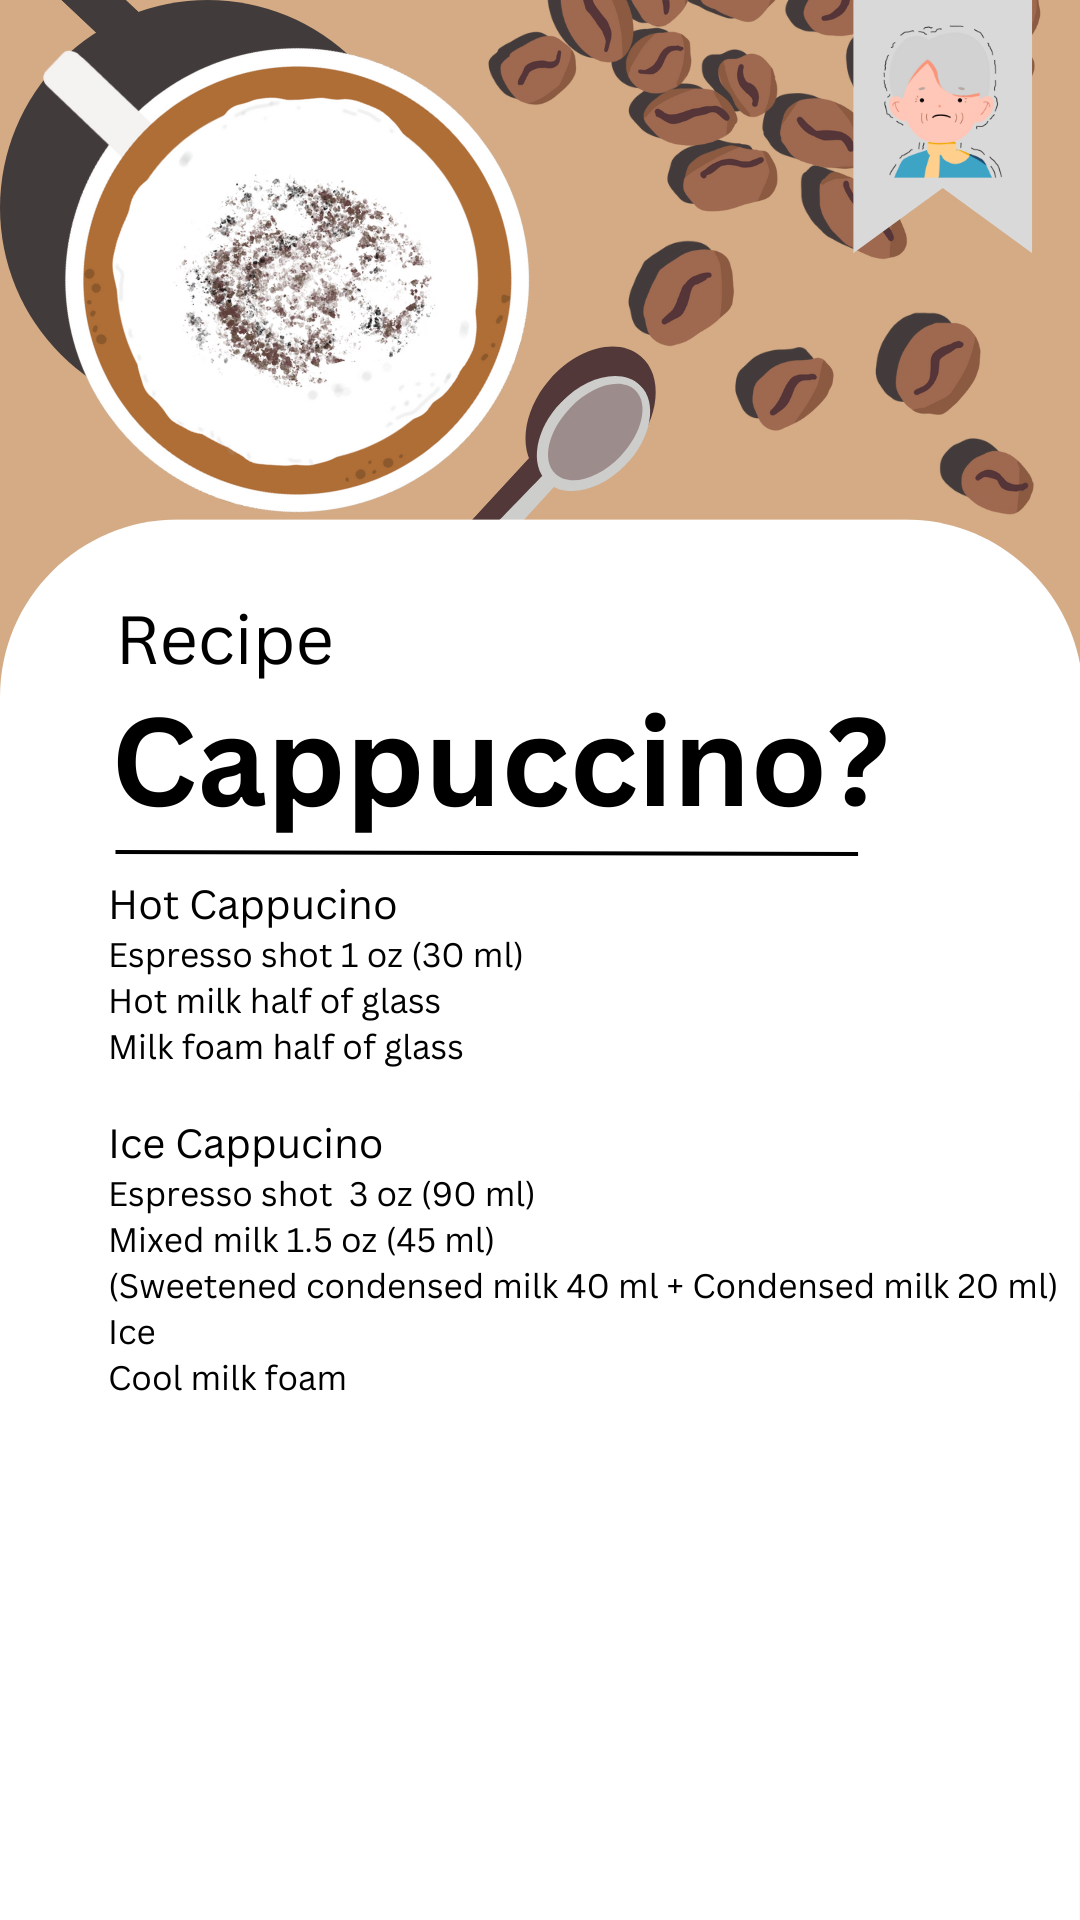 Recipe
Cappuccino?
Hot Cappucino
Espresso shot 1 oz (30 ml)
Hot milk half of glass
Milk foam half of glass
Ice Cappucino
Espresso shot  3 oz (90 ml)
Mixed milk 1.5 oz (45 ml)
(Sweetened condensed milk 40 ml + Condensed milk 20 ml)
Ice
Cool milk foam